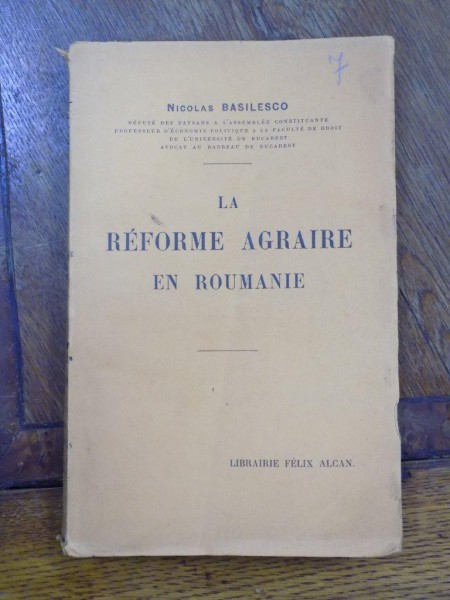 7
NICOLAS BASILESCO
DÉPUTÉ DES PAYSANS A L'ASSEMBLÉE CONSTITUANTE
PROFESSEUR D'ÉCONOMIE POLITIQUE A LA FACULTÉ DE DROIT
DE L'UNIVERSITÉ DE BUCAREST
AVOCAT AU BARREAU DE BUCAREST
LA
RÉFORME AGRAIRE
EN ROUMANIE
LIBRAIRIE FÉLIX ALCAN.